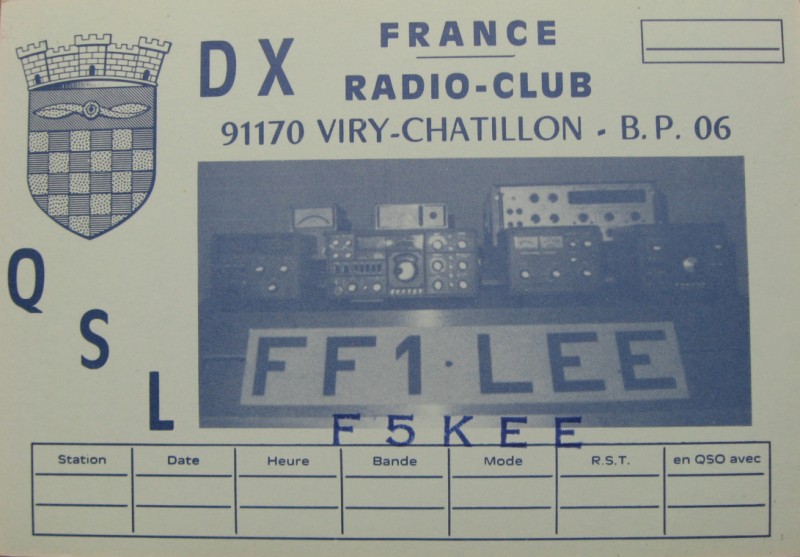 DX
FRANCE
RADIO-CLUB
91170 VIRY-CHATILLON - B.P. 06
QSL
FF1·LEE
F5KEE
Station Date Heure Bande Mode R.S.T. en QSO avec